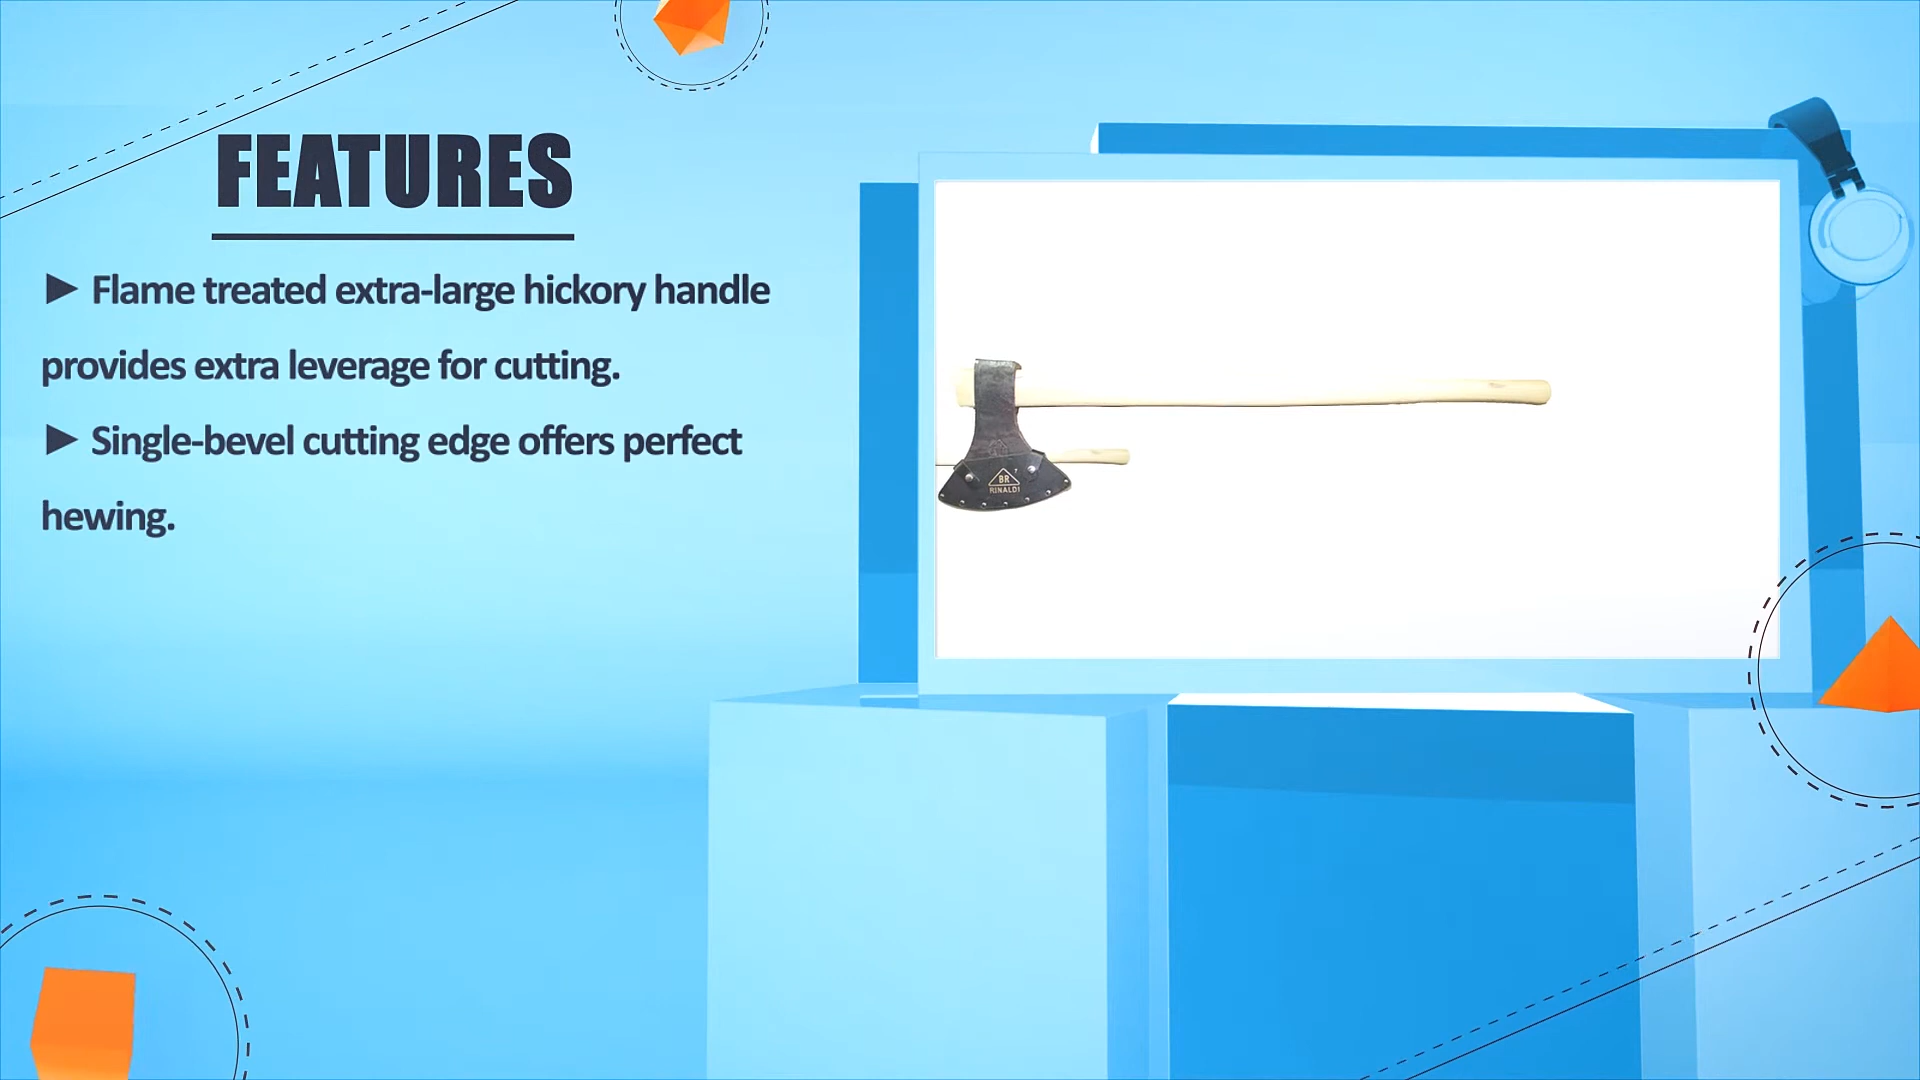 FEATURES
► Flame treated extra-large hickory handle
provides extra leverage for cutting.
► Single-bevel cutting edge offers perfect
hewing.
BR
RINALDI